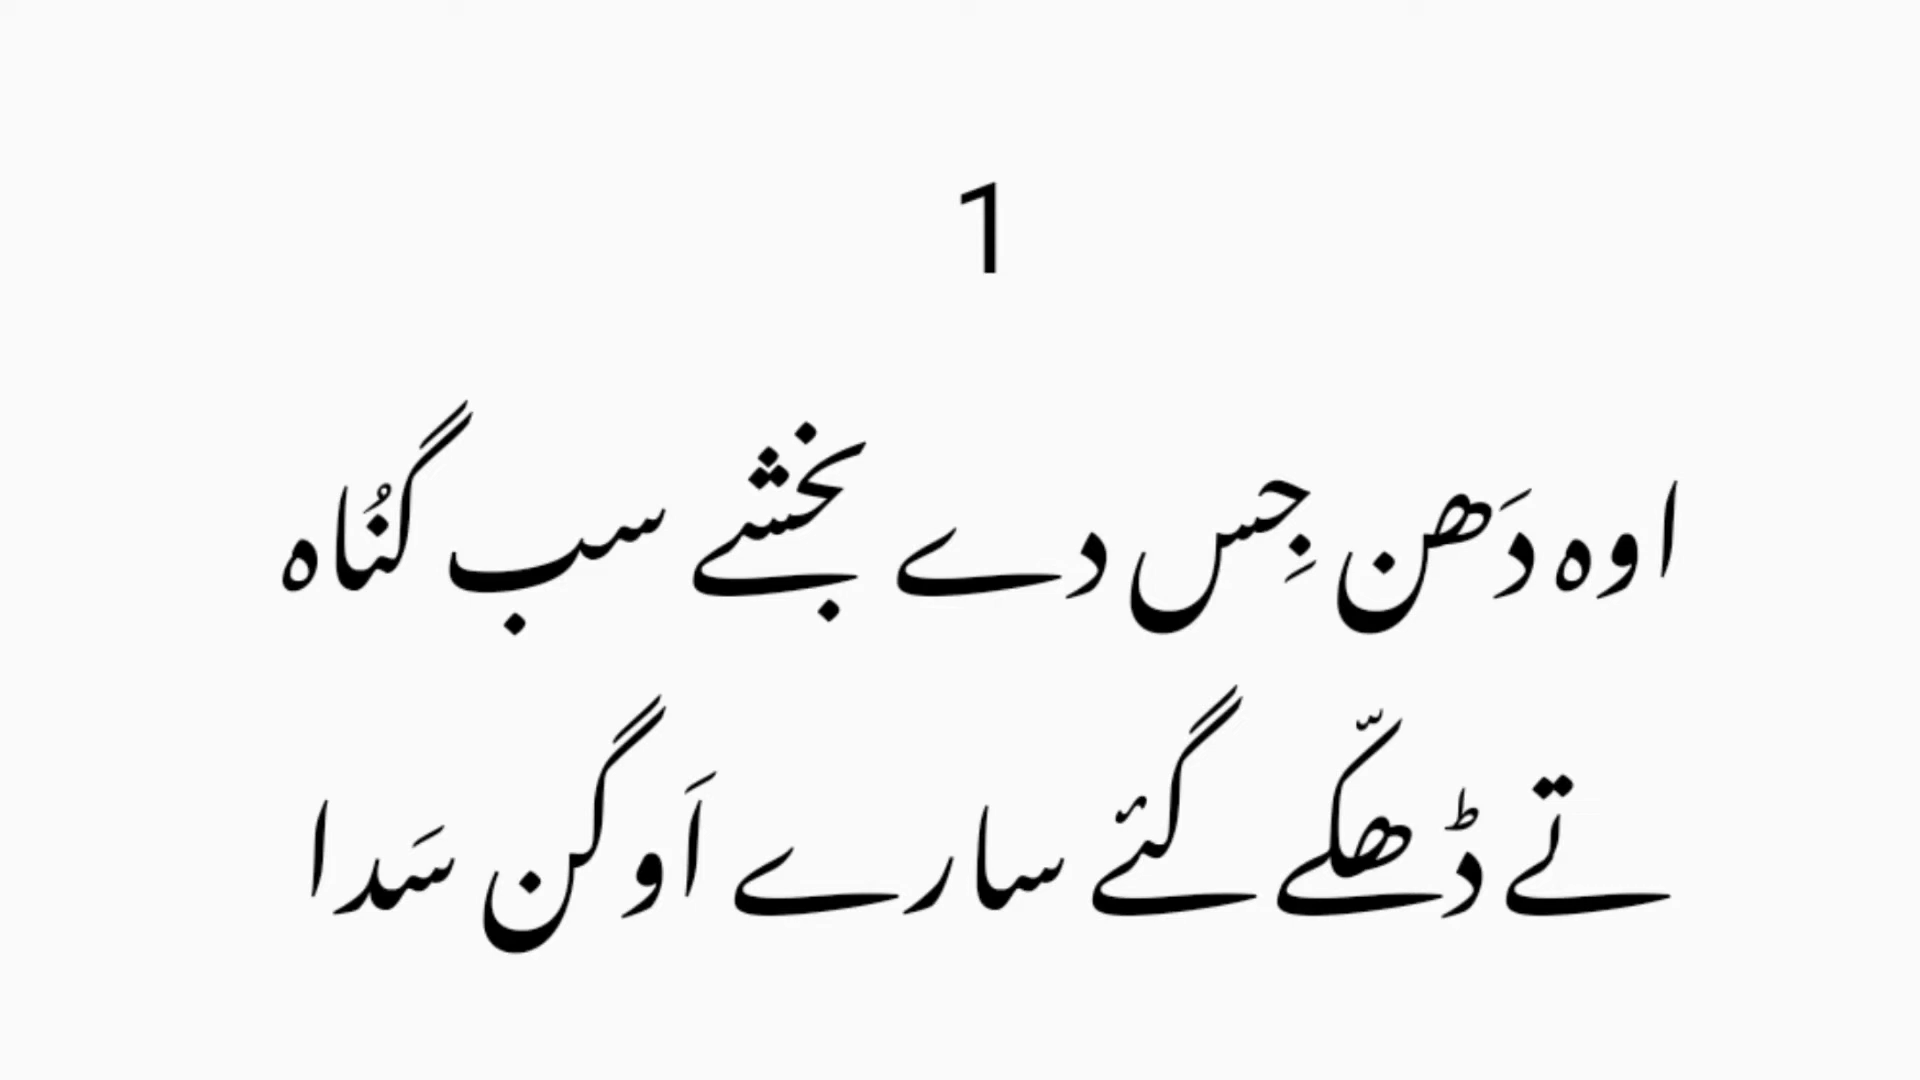 1
اوہ دَھن جِس دے بخشے سب گنُاہ
تے ڈھکّے گئے سارے اَوگن سَدا